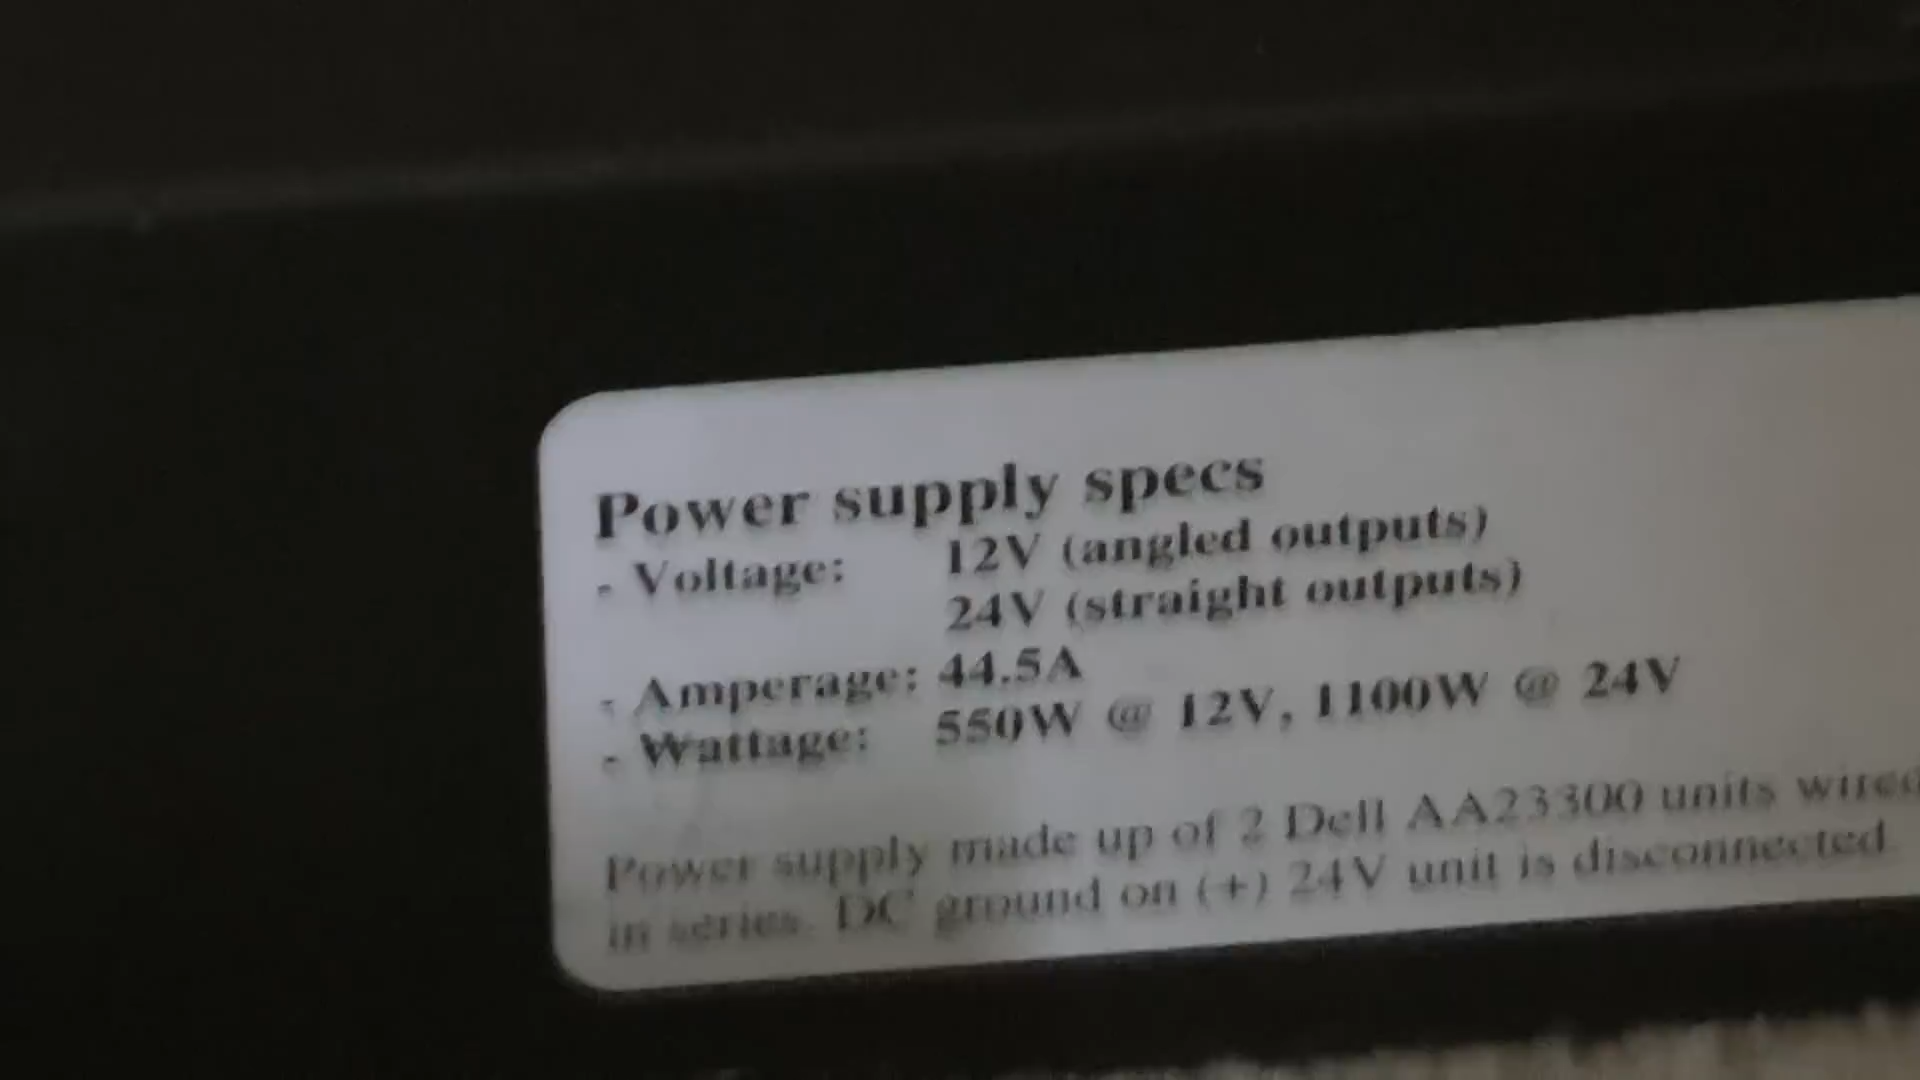 Power supply specs
- Voltage: 12V (angled outputs)
24V (straight outputs)
- Amperage: 44.5A
- Wattage: 550W @ 12V, 1100W @ 24V
Power supply made up of 2 Dell AA23300 units wired
in series. DC ground on (+) 24V unit is disconnected.